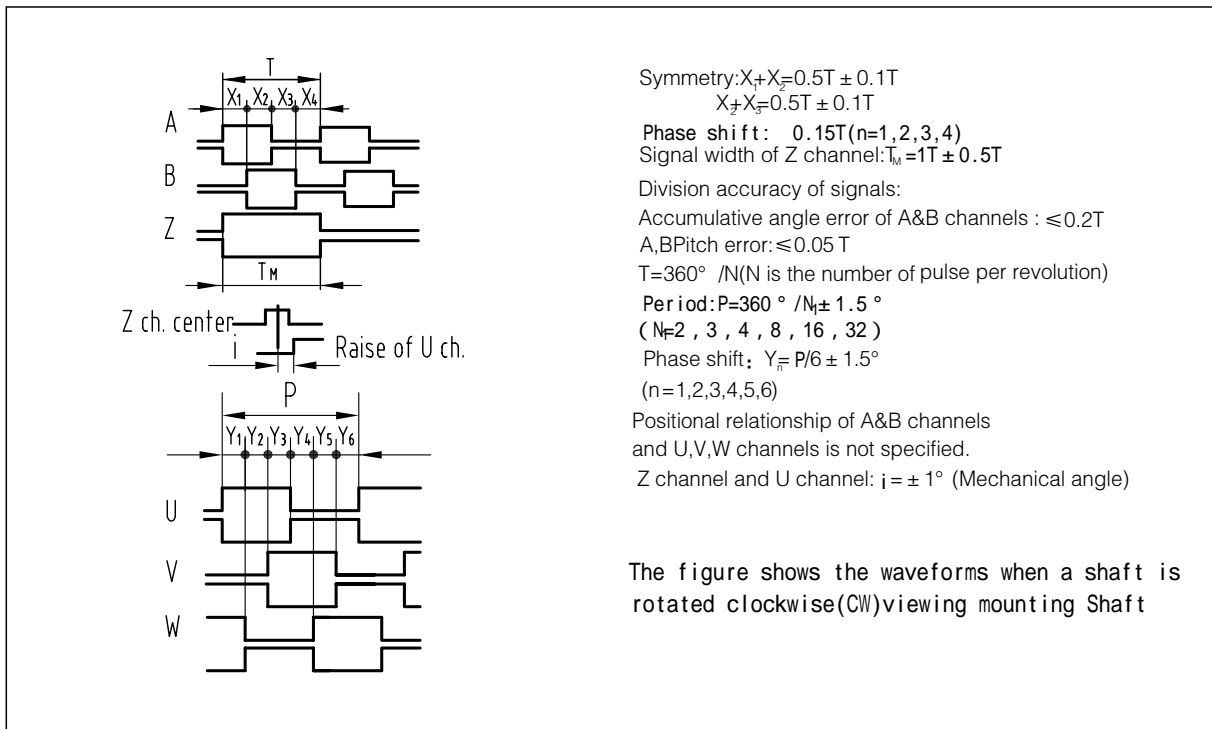 T
X₁ X₂ X₃ X₄
A
B
Z
TM
Z ch. center
i
Raise of U ch.
P
Y₁ Y₂ Y₃ Y₄ Y₅ Y₆
U
V
W
Symmetry:X₁+X₂=0.5T ± 0.1T
X₂+X₃=0.5T ± 0.1T
Phase shift: 0.15T(n=1,2,3,4)
Signal width of Z channel:TM=1T ± 0.5T
Division accuracy of signals:
Accumulative angle error of A&B channels : ≤0.2T
A,BPitch error:≤0.05 T
T=360° /N(N is the number of pulse per revolution)
Period:P=360 ° /N₁± 1.5 °
( N₁=2 , 3 , 4 , 8 , 16 , 32 )
Phase shift: Yₙ= P/6 ± 1.5°
(n=1,2,3,4,5,6)
Positional relationship of A&B channels
and U,V,W channels is not specified.
Z channel and U channel: i = ± 1° (Mechanical angle)
The figure shows the waveforms when a shaft is
rotated clockwise(CW)viewing mounting Shaft